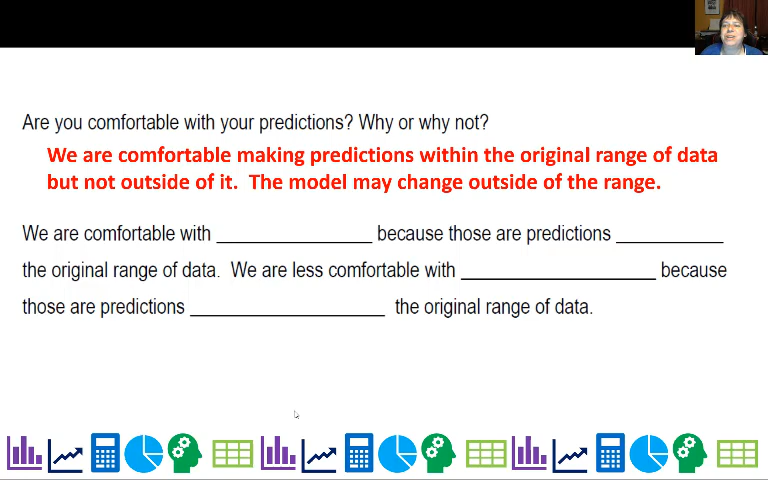 Are you comfortable with your predictions? Why or why not?
We are comfortable making predictions within the original range of data
but not outside of it. The model may change outside of the range.
We are comfortable with _______________ because those are predictions __________
the original range of data. We are less comfortable with ___________________ because
those are predictions ___________________ the original range of data.